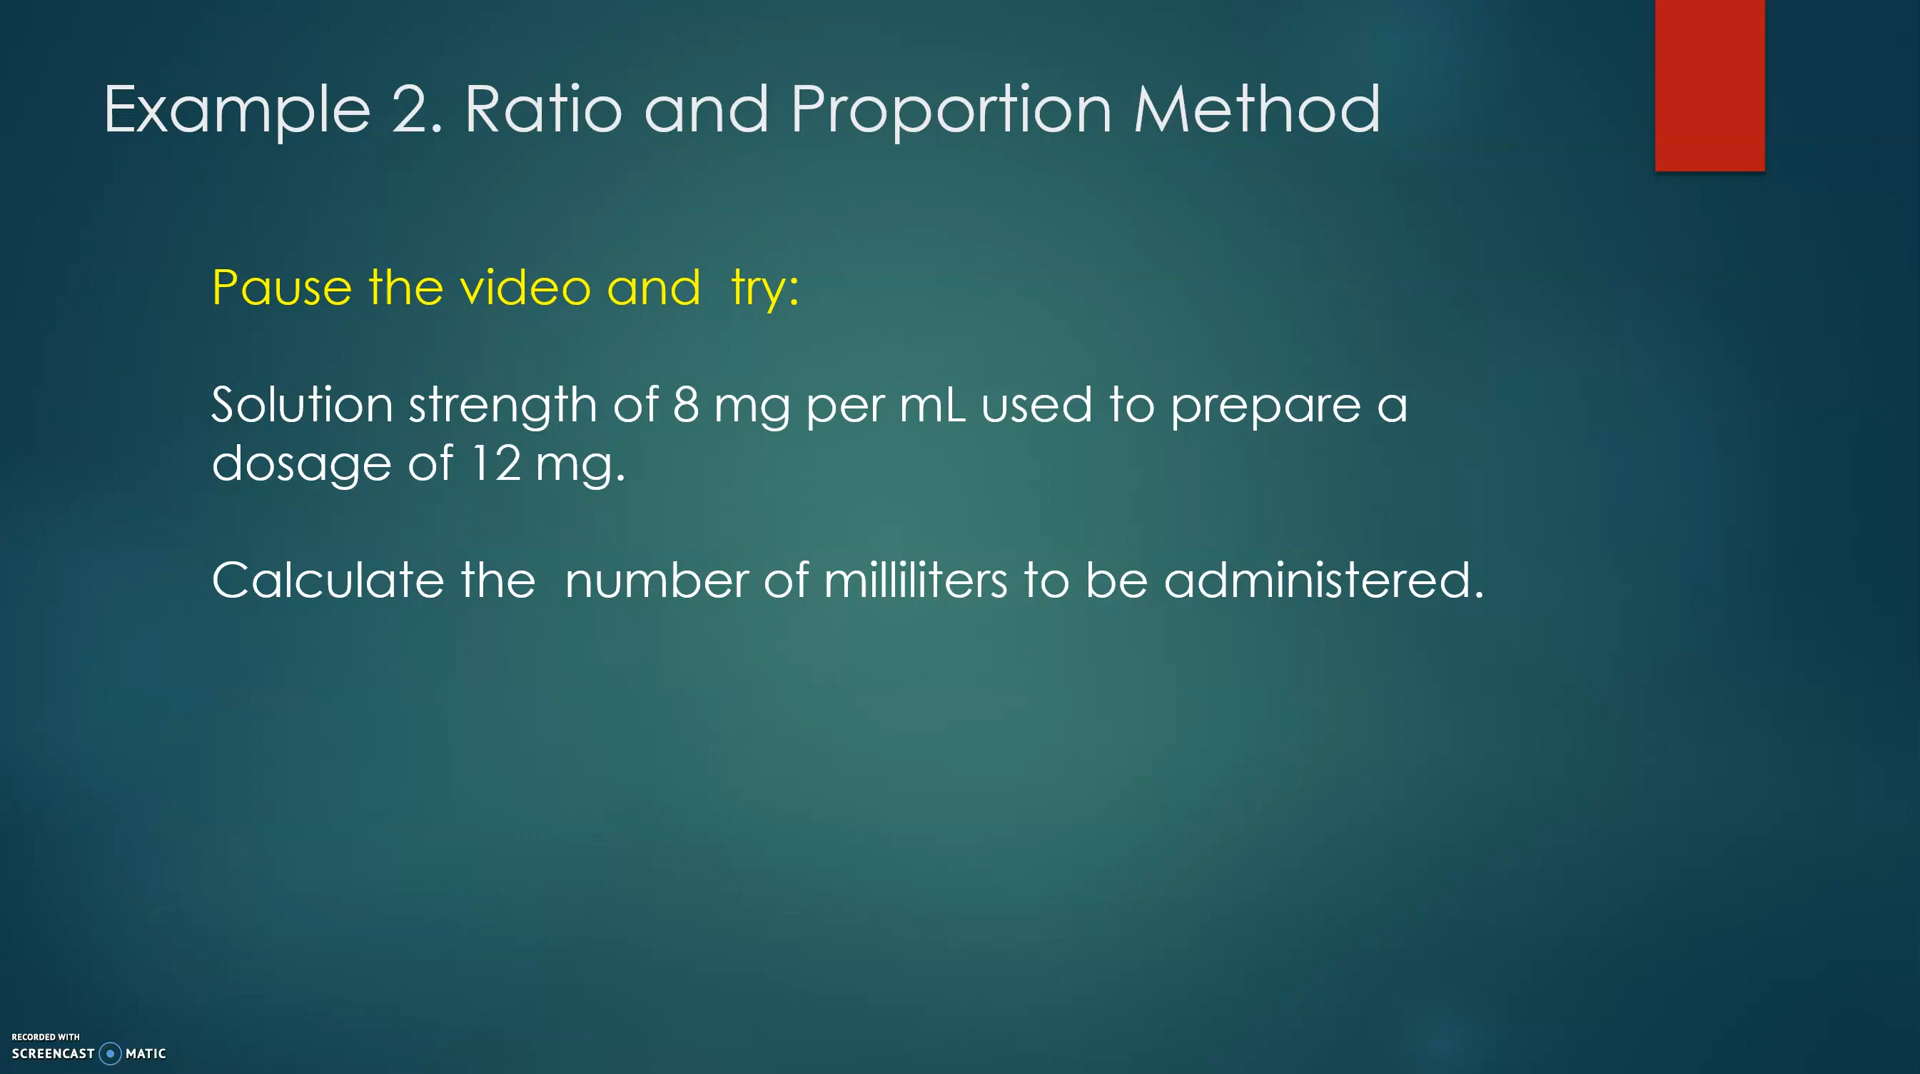 Example 2. Ratio and Proportion Method
Pause the video and  try:
Solution strength of 8 mg per mL used to prepare a
dosage of 12 mg.
Calculate the  number of milliliters to be administered.
RECORDED WITH
SCREENCAST MATIC